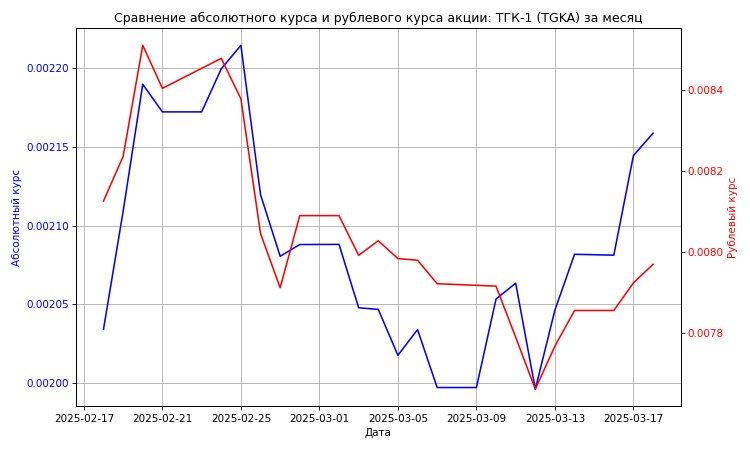 Сравнение абсолютного курса и рублевого курса акции: ТГК-1 (TGKA) за месяц
0.00220
0.00215
0.00210
0.00205
0.00200
Абсолютный курс
0.0084
0.0082
0.0080
0.0078
Рублевый курс
2025-02-17 2025-02-21 2025-02-25 2025-03-01 2025-03-05 2025-03-09 2025-03-13 2025-03-17
Дата